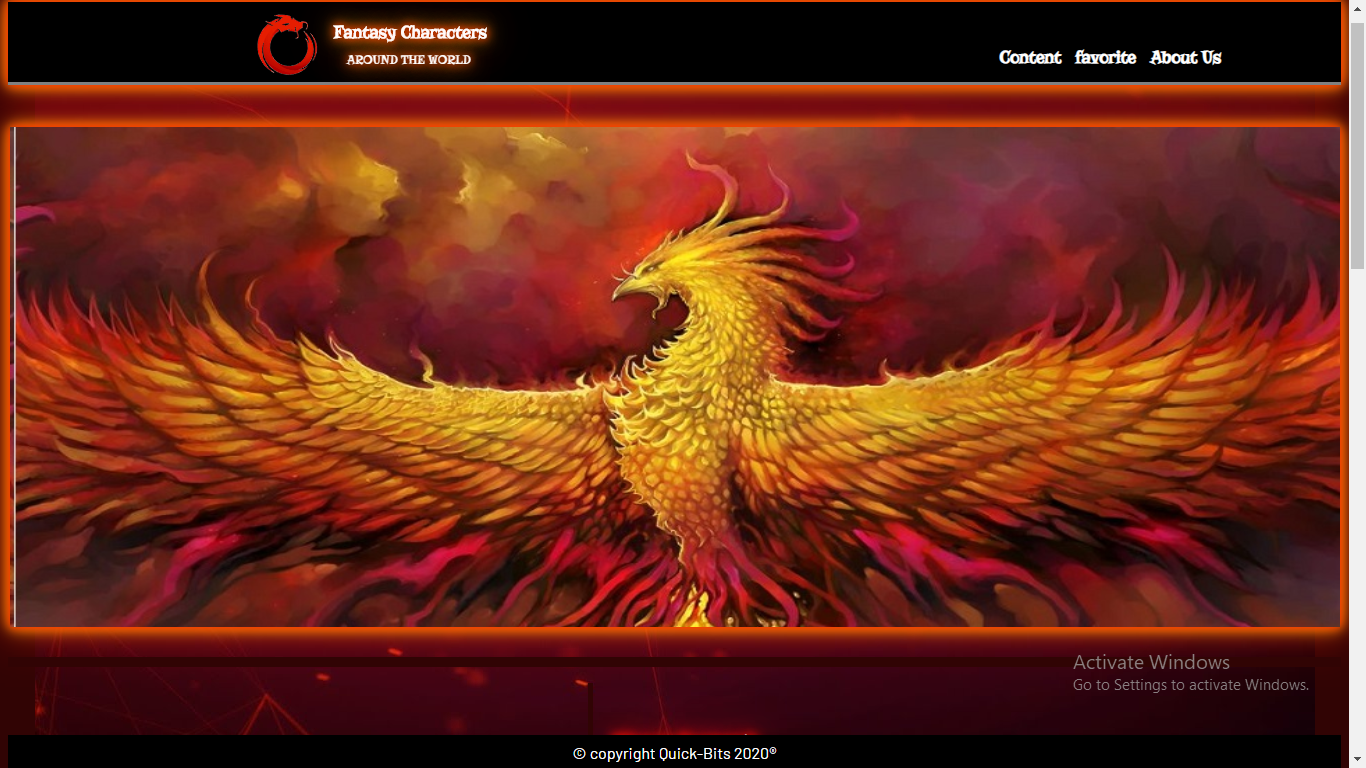 Fantasy Characters
AROUND THE WORLD
Content favorite About Us
Activate Windows
Go to Settings to activate Windows.
© copyright Quick-Bits 2020®